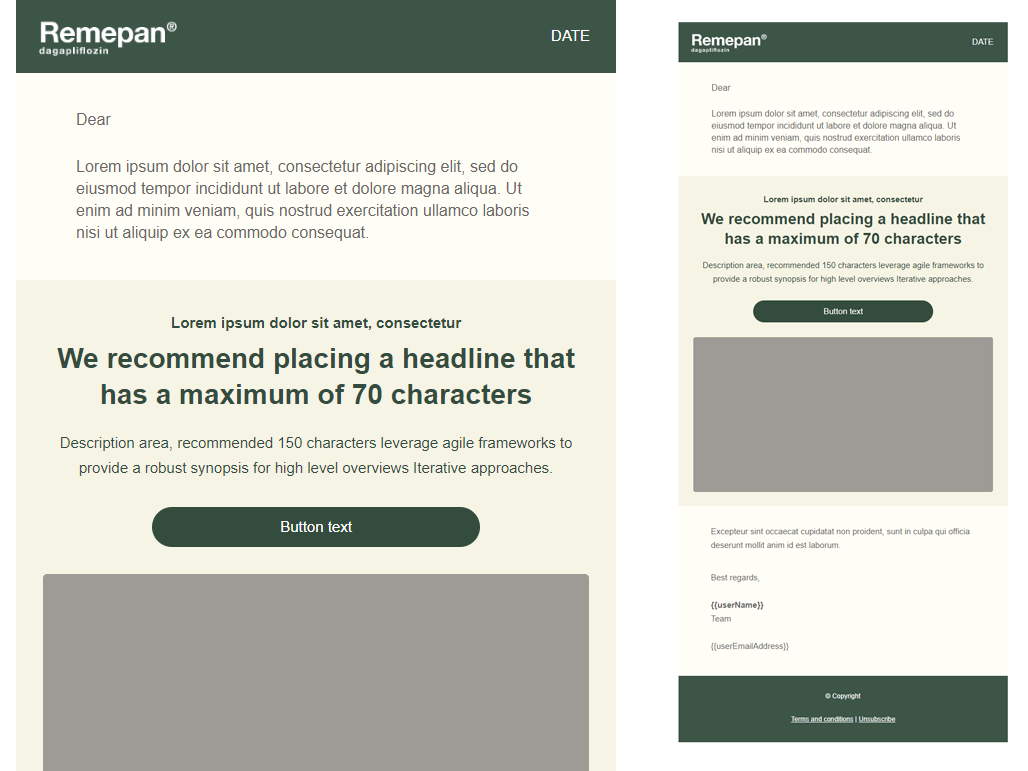 Remepan®
dagapliflozin
DATE
Dear
Lorem ipsum dolor sit amet, consectetur adipiscing elit, sed do
eiusmod tempor incididunt ut labore et dolore magna aliqua. Ut
enim ad minim veniam, quis nostrud exercitation ullamco laboris
nisi ut aliquip ex ea commodo consequat.
Lorem ipsum dolor sit amet, consectetur
We recommend placing a headline that
has a maximum of 70 characters
Description area, recommended 150 characters leverage agile frameworks to
provide a robust synopsis for high level overviews Iterative approaches.
Button text
Remepan®
dagapliflozin
DATE
Dear
Lorem ipsum dolor sit amet, consectetur adipiscing elit, sed do
eiusmod tempor incididunt ut labore et dolore magna aliqua. Ut
enim ad minim veniam, quis nostrud exercitation ullamco laboris
nisi ut aliquip ex ea commodo consequat.
Lorem ipsum dolor sit amet, consectetur
We recommend placing a headline that
has a maximum of 70 characters
Description area, recommended 150 characters leverage agile frameworks to
provide a robust synopsis for high level overviews Iterative approaches.
Button text
Excepteur sint occaecat cupidatat non proident, sunt in culpa qui officia
deserunt mollit anim id est laborum.
Best regards,
{{userName}}
Team
{{userEmailAddress}}
© Copyright
Terms and conditions | Unsubscribe